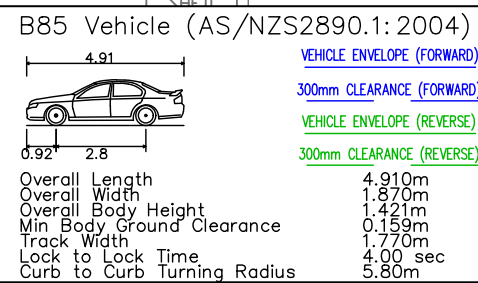 B85 Vehicle (AS/NZS2890.1:2004)
4.91
0.92 2.8
VEHICLE ENVELOPE (FORWARD)
300mm CLEARANCE (FORWARD)
VEHICLE ENVELOPE (REVERSE)
300mm CLEARANCE (REVERSE)
Overall Length 4.910m
Overall Width 1.870m
Overall Body Height 1.421m
Min Body Ground Clearance 0.159m
Track Width 1.770m
Lock to Lock Time 4.00 sec
Curb to Curb Turning Radius 5.80m